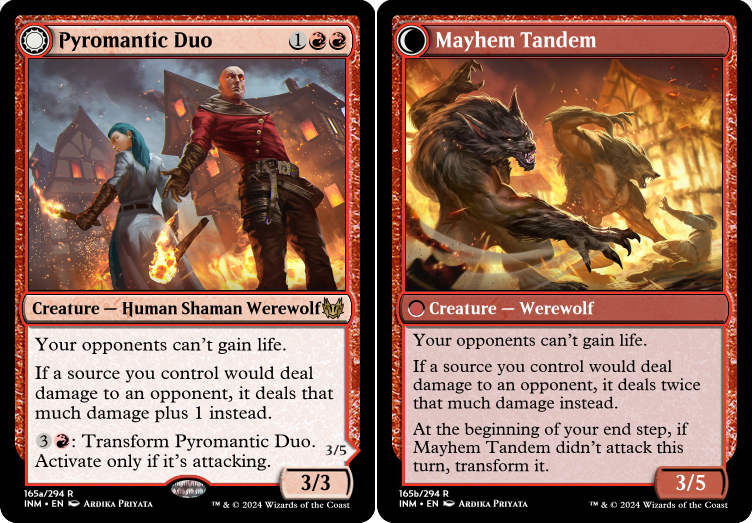 Pyromantic Duo 1
Creature — Human Shaman Werewolf
Your opponents can't gain life.
If a source you control would deal
damage to an opponent, it deals that
much damage plus 1 instead.
3 : Transform Pyromantic Duo.
Activate only if it's attacking.
3/5
3/3
165a/294 R
INM • EN Ardika Priyata
™ & © 2024 Wizards of the Coast
Mayhem Tandem
Creature — Werewolf
Your opponents can't gain life.
If a source you control would deal
damage to an opponent, it deals twice
that much damage instead.
At the beginning of your end step, if
Mayhem Tandem didn't attack this
turn, transform it.
3/5
165b/294 R
INM • EN Ardika Priyata
™ & © 2024 Wizards of the Coast